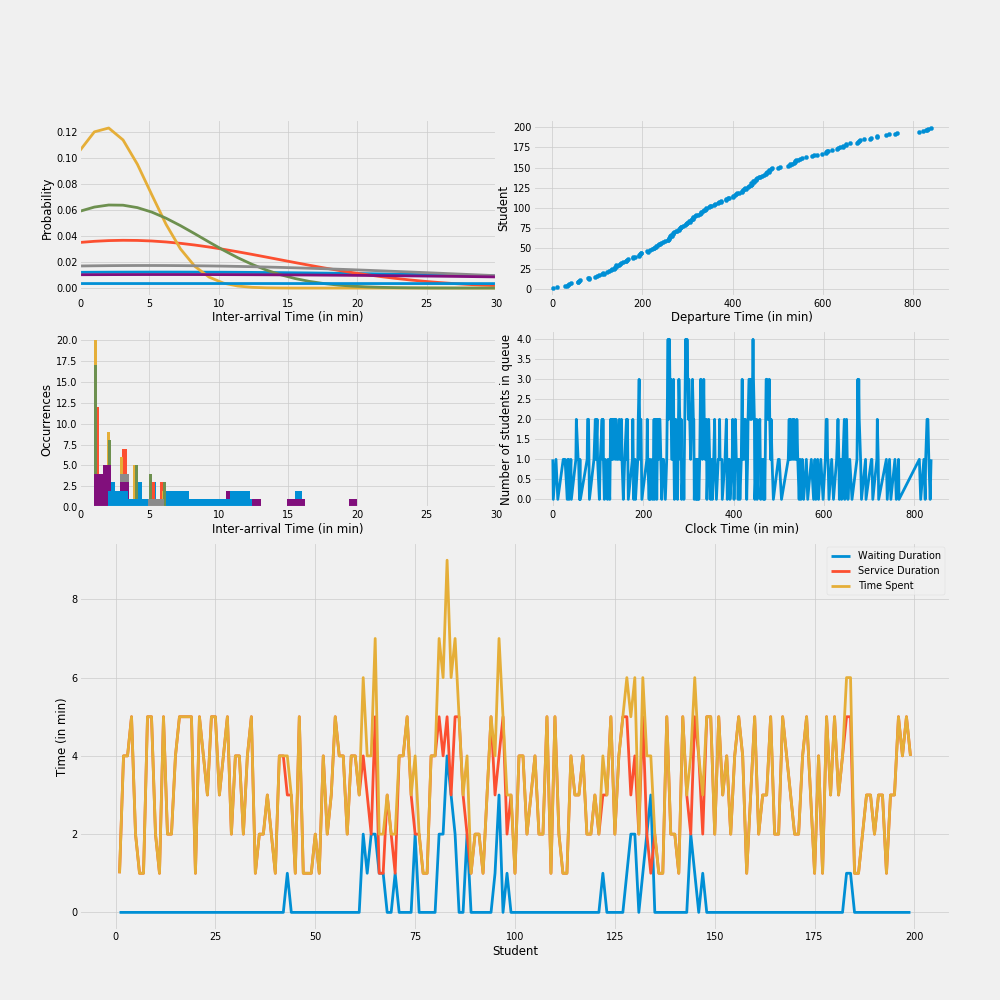 0.12
0.10
0.08
0.06
0.04
0.02
0.00
Probability
0 5 10 15 20 25 30
Inter-arrival Time (in min)
200
175
150
125
100
75
50
25
0
Student
0 200 400 600 800
Departure Time (in min)
20.0
17.5
15.0
12.5
10.0
7.5
5.0
2.5
0.0
Occurrences
0 5 10 15 20 25 30
Inter-arrival Time (in min)
4.0
3.5
3.0
2.5
2.0
1.5
1.0
0.5
0.0
Number of students in queue
0 200 400 600 800
Clock Time (in min)
Waiting Duration
Service Duration
Time Spent
8
6
4
2
0
Time (in min)
0 25 50 75 100 125 150 175 200
Student